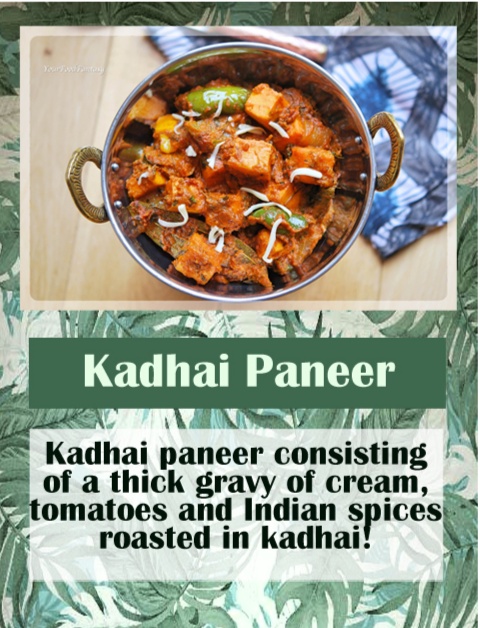 Kadhai Paneer
Kadhai paneer consisting
of a thick gravy of cream,
tomatoes and Indian spices
roasted in kadhai!